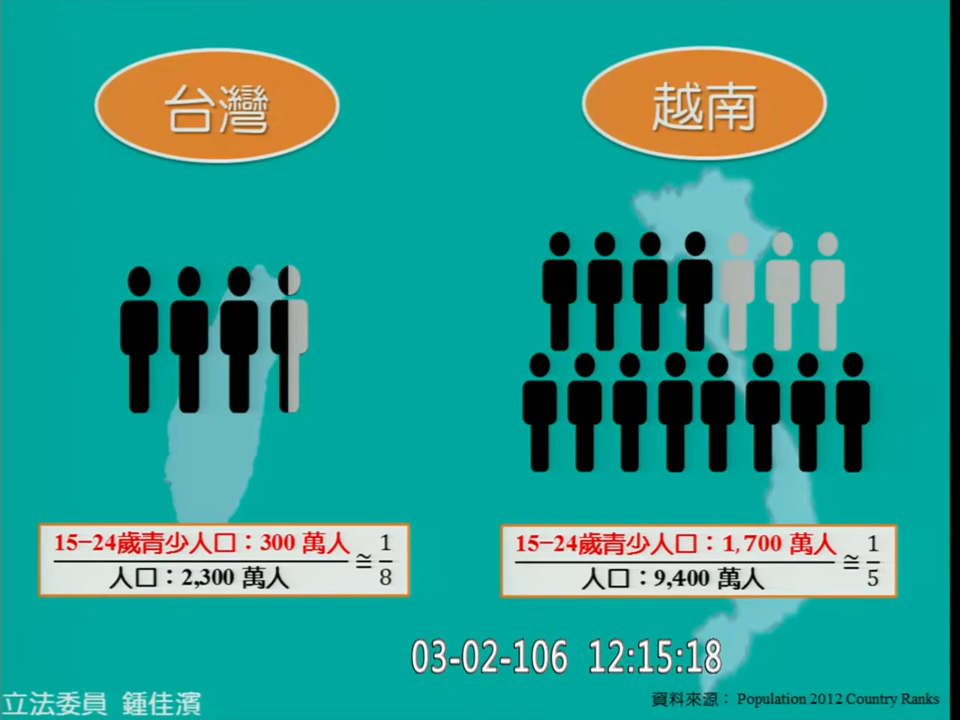 台灣
越南
15-24歲青少人口：300 萬人
人口：2,300 萬人
≅ 1/8
15-24歲青少人口：1,700 萬人
人口：9,400 萬人
≅ 1/5
03-02-106 12:15:18
立法委員 鍾佳濱
資料來源： Population 2012 Country Ranks